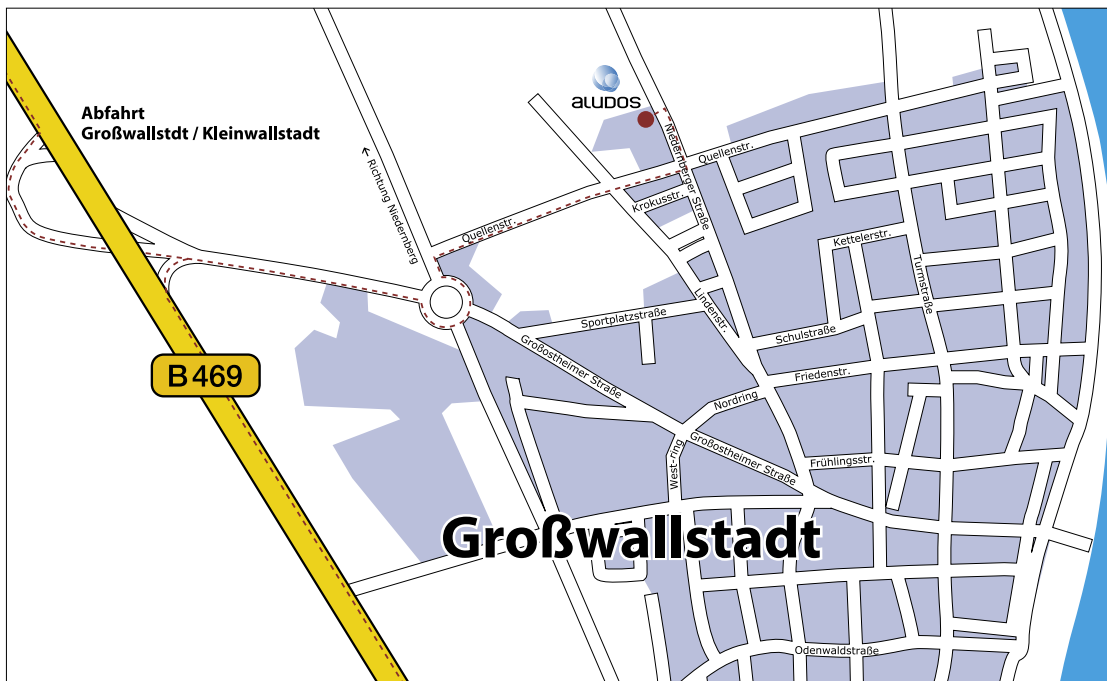 Abfahrt
Großwallstdt / Kleinwallstadt
aLUDOS
← Richtung Niedernberg
Quellenstr.
Quellenstr.
Niedernberger Straße
Krokusstr.
Kettelerstr.
Turmstraße
Lindenstr.
Sportplatzstraße
Schulstraße
Großostheimer Straße
Friedenstr.
B 469
Nordring
Großostheimer Straße
West-ring
Frühlingsstr.
Großwallstadt
Odenwaldstraße